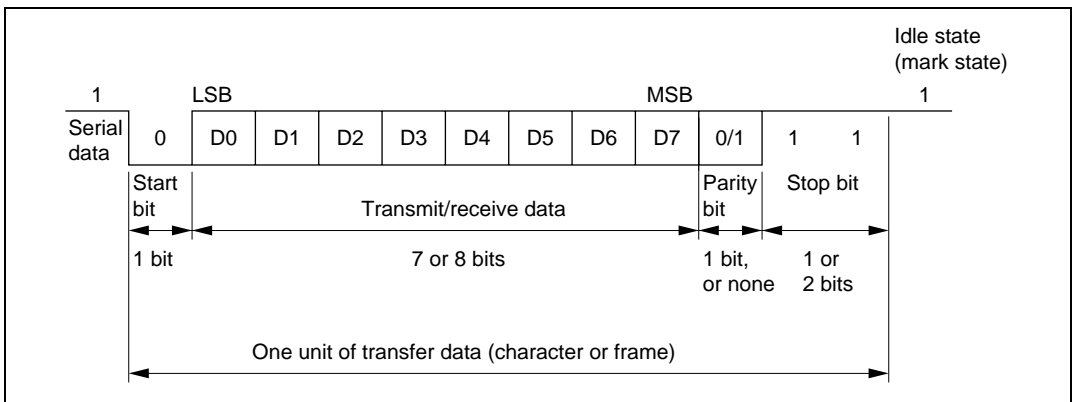 Idle state
(mark state)
1 LSB MSB 1
Serial
data
0 D0 D1 D2 D3 D4 D5 D6 D7 0/1 1 1
Start
bit
Transmit/receive data
Parity
bit
Stop bit
1 bit
7 or 8 bits
1 bit,
or none
1 or
2 bits
One unit of transfer data (character or frame)